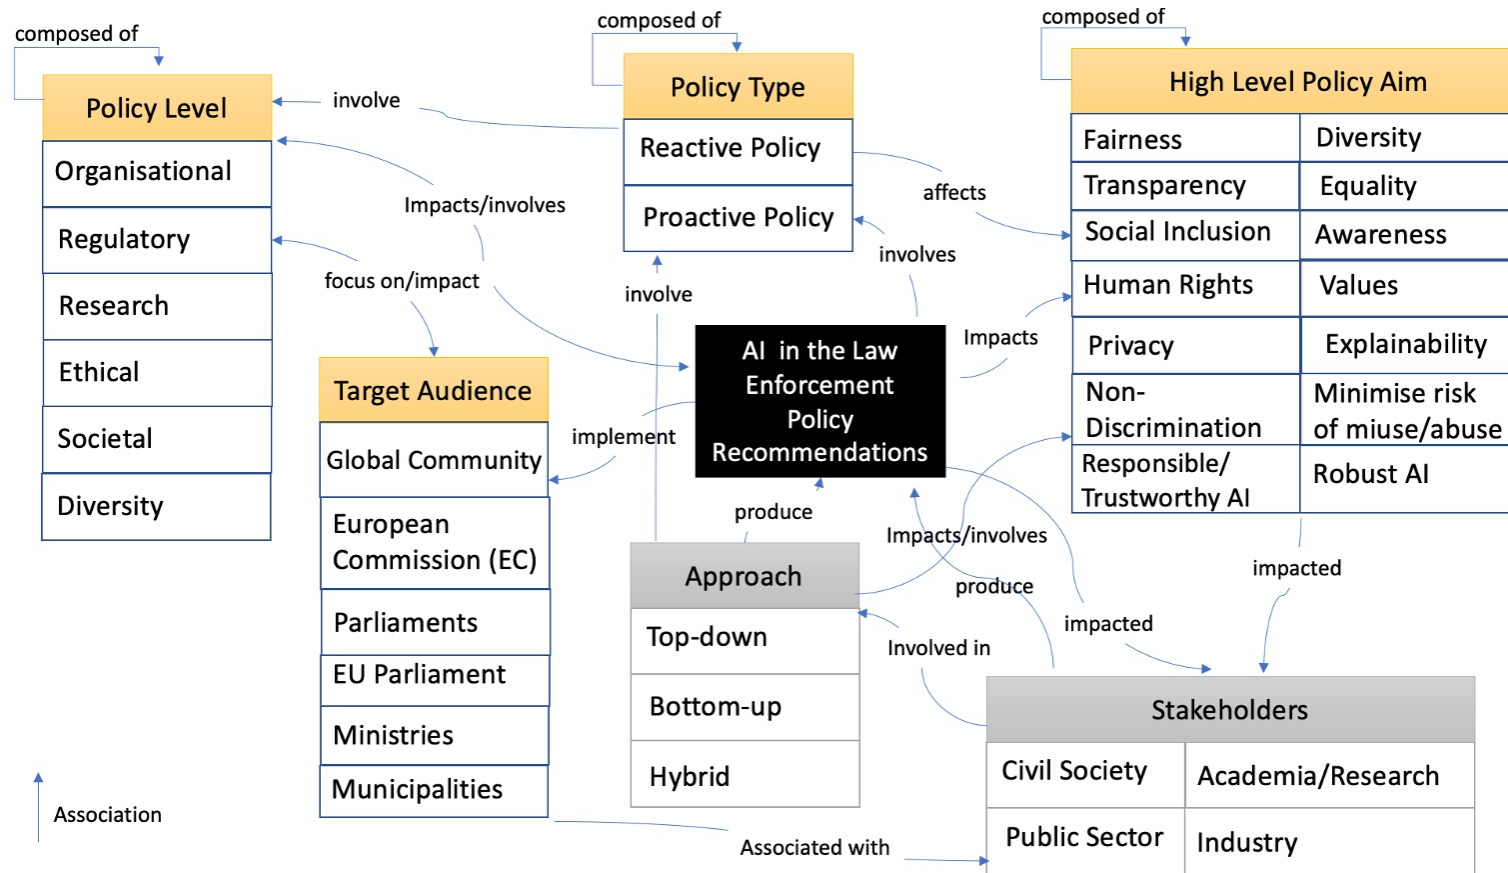 composed of
Policy Level
Organisational
Regulatory
Research
Ethical
Societal
Diversity
involve
Impacts/involves
focus on/impact
composed of
Policy Type
Reactive Policy
Proactive Policy
involve
involves
affects
composed of
High Level Policy Aim
Fairness
Diversity
Transparency
Equality
Social Inclusion
Awareness
Human Rights
Values
Privacy
Explainability
Non-
Discrimination
Minimise risk
of miuse/abuse
Responsible/
Trustworthy AI
Robust AI
Impacts
AI in the Law
Enforcement
Policy
Recommendations
Target Audience
Global Community
European
Commission (EC)
Parliaments
EU Parliament
Ministries
Municipalities
implement
produce
Impacts/involves
produce
impacted
impacted
Approach
Top-down
Bottom-up
Hybrid
Involved in
Stakeholders
Civil Society
Academia/Research
Public Sector
Industry
Associated with
Association